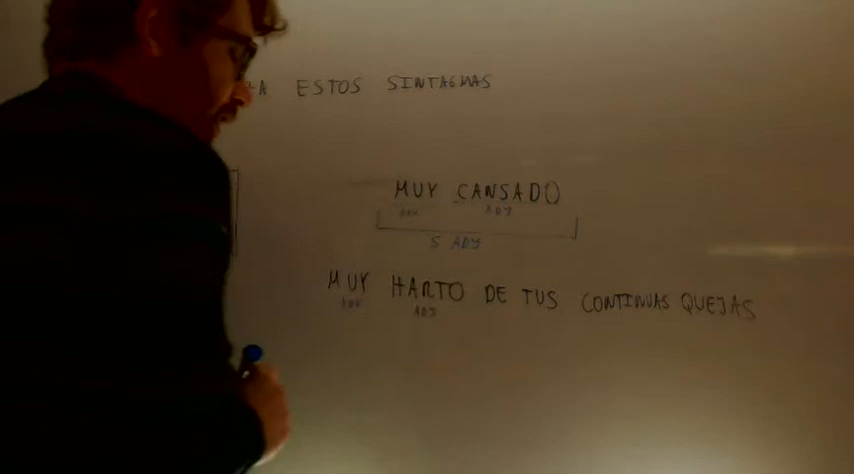 ESTOS SINTAGMAS
MUY CANSADO
ADV ADJ
S ADJ
MUY HARTO DE TUS CONTINUAS QUEJAS
ADV ADJ